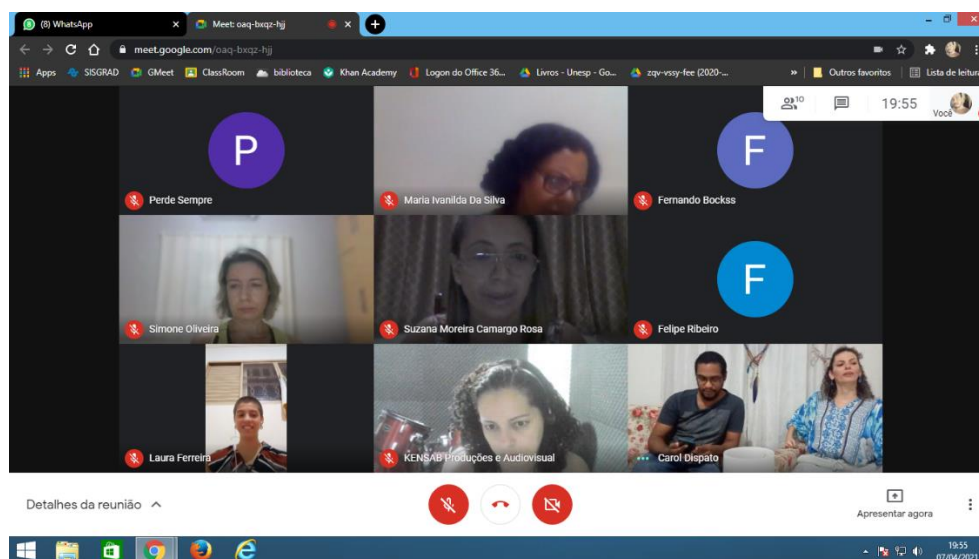 (8) WhatsApp
Meet: oaq-bxqz-hjj
meet.google.com/oaq-bxqz-hjj
Apps SISGRAD GMeet ClassRoom biblioteca Khan Academy Logon do Office 36... Livros - Unesp - Go... zqv-vssy-fee (2020-... » Outros favoritos Lista de leitura
10 19:55 Você
P
F
Perde Sempre
Maria Ivanilda Da Silva
Fernando Bockss
F
Simone Oliveira
Suzana Moreira Camargo Rosa
Felipe Ribeiro
Laura Ferreira
KENSAB Produções e Audiovisual
Carol Dispato
Detalhes da reunião
Apresentar agora
19:55
07/04/2021